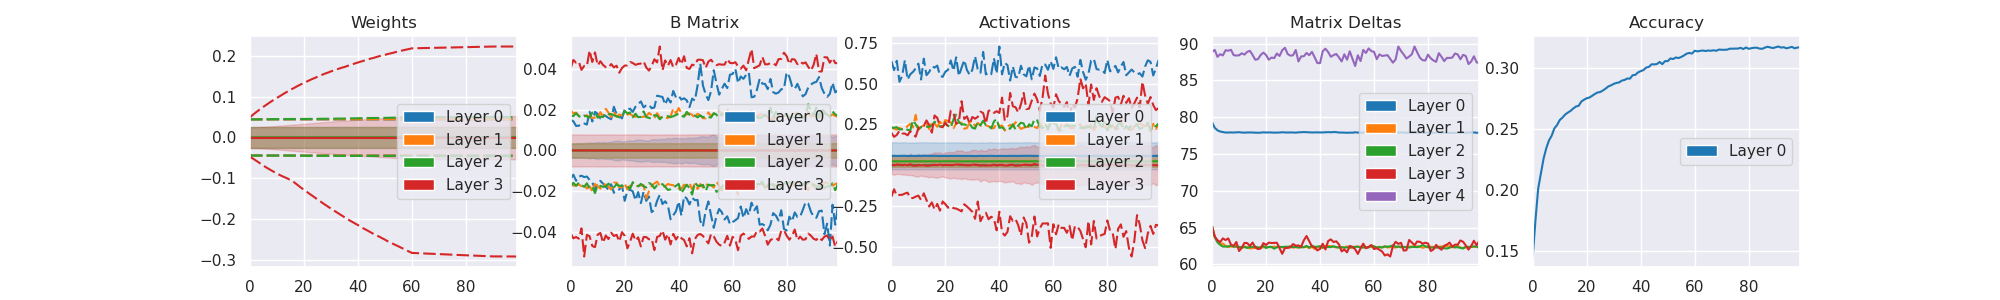 Weights
0.2
0.1
0.0
−0.1
−0.2
−0.3
0 20 40 60 80
Layer 0
Layer 1
Layer 2
Layer 3
B Matrix
0.04
0.02
0.00
−0.02
−0.04
0 20 40 60 80
Layer 0
Layer 1
Layer 2
Layer 3
Activations
0.75
0.50
0.25
0.00
−0.25
−0.50
0 20 40 60 80
Layer 0
Layer 1
Layer 2
Layer 3
Matrix Deltas
90
85
80
75
70
65
60
0 20 40 60 80
Layer 0
Layer 1
Layer 2
Layer 3
Layer 4
Accuracy
0.30
0.25
0.20
0.15
0 20 40 60 80
Layer 0